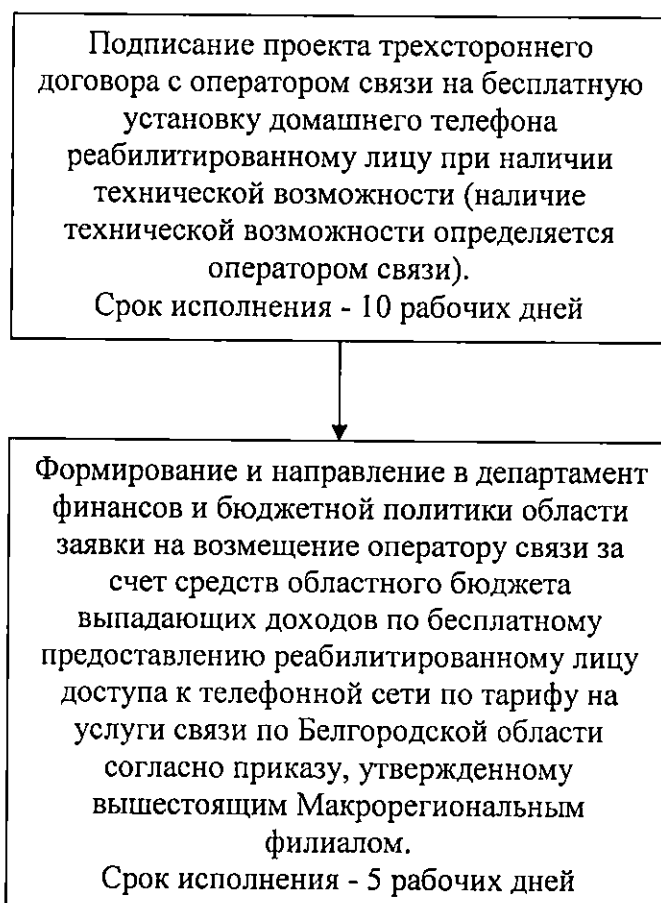 Подписание проекта трехстороннего
договора с оператором связи на бесплатную
установку домашнего телефона
реабилитированному лицу при наличии
технической возможности (наличие
технической возможности определяется
оператором связи).
Срок исполнения - 10 рабочих дней
Формирование и направление в департамент
финансов и бюджетной политики области
заявки на возмещение оператору связи за
счет средств областного бюджета
выпадающих доходов по бесплатному
предоставлению реабилитированному лицу
доступа к телефонной сети по тарифу на
услуги связи по Белгородской области
согласно приказу, утвержденному
вышестоящим Макрорегиональным
филиалом.
Срок исполнения - 5 рабочих дней